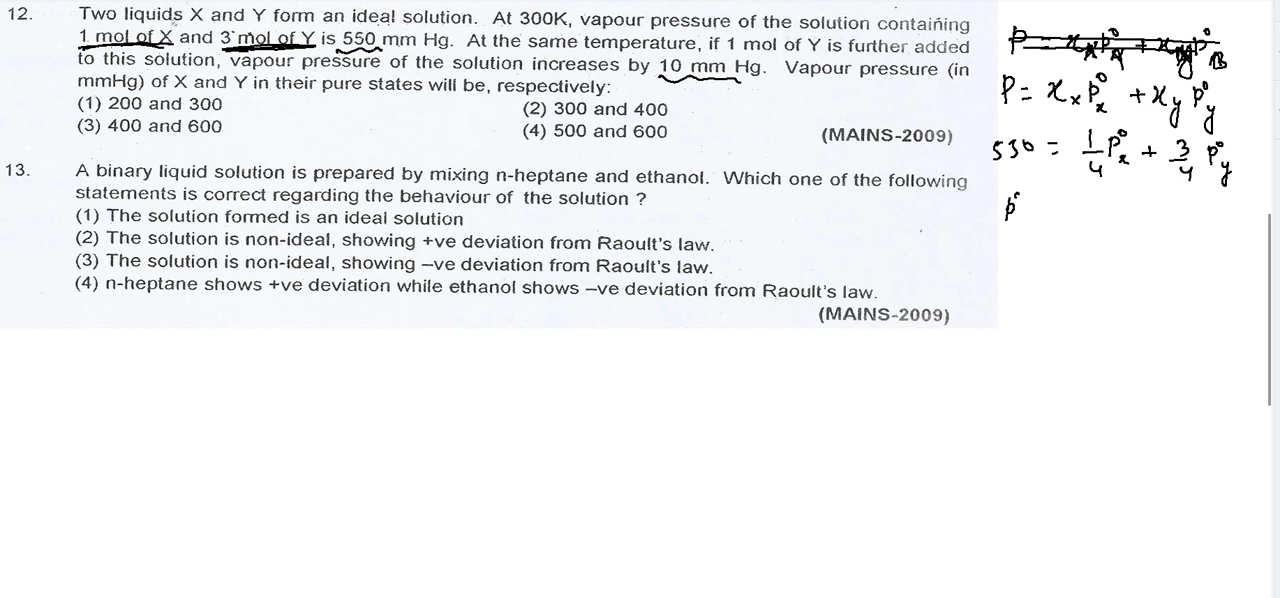 12. Two liquids X and Y form an ideal solution. At 300K, vapour pressure of the solution containing
1 mol of X and 3 mol of Y is 550 mm Hg. At the same temperature, if 1 mol of Y is further added
to this solution, vapour pressure of the solution increases by 10 mm Hg. Vapour pressure (in
mmHg) of X and Y in their pure states will be, respectively:
(1) 200 and 300 (2) 300 and 400
(3) 400 and 600 (4) 500 and 600 (MAINS-2009)
13. A binary liquid solution is prepared by mixing n-heptane and ethanol. Which one of the following
statements is correct regarding the behaviour of the solution ?
(1) The solution formed is an ideal solution
(2) The solution is non-ideal, showing +ve deviation from Raoult's law.
(3) The solution is non-ideal, showing –ve deviation from Raoult's law.
(4) n-heptane shows +ve deviation while ethanol shows –ve deviation from Raoult's law.
(MAINS-2009)
P = x_x p°_x + x_y p°_y
550 = 1/4 p°_x + 3/4 p°_y
p°